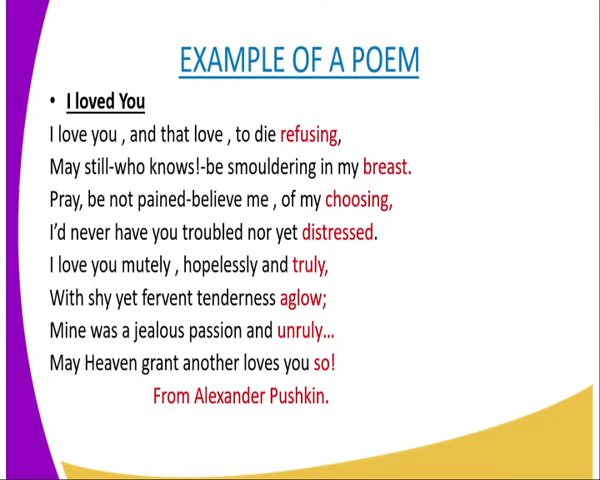 EXAMPLE OF A POEM
• I loved You
I love you , and that love , to die refusing,
May still-who knows!-be smouldering in my breast.
Pray, be not pained-believe me , of my choosing,
I'd never have you troubled nor yet distressed.
I love you mutely , hopelessly and truly,
With shy yet fervent tenderness aglow;
Mine was a jealous passion and unruly...
May Heaven grant another loves you so!
From Alexander Pushkin.